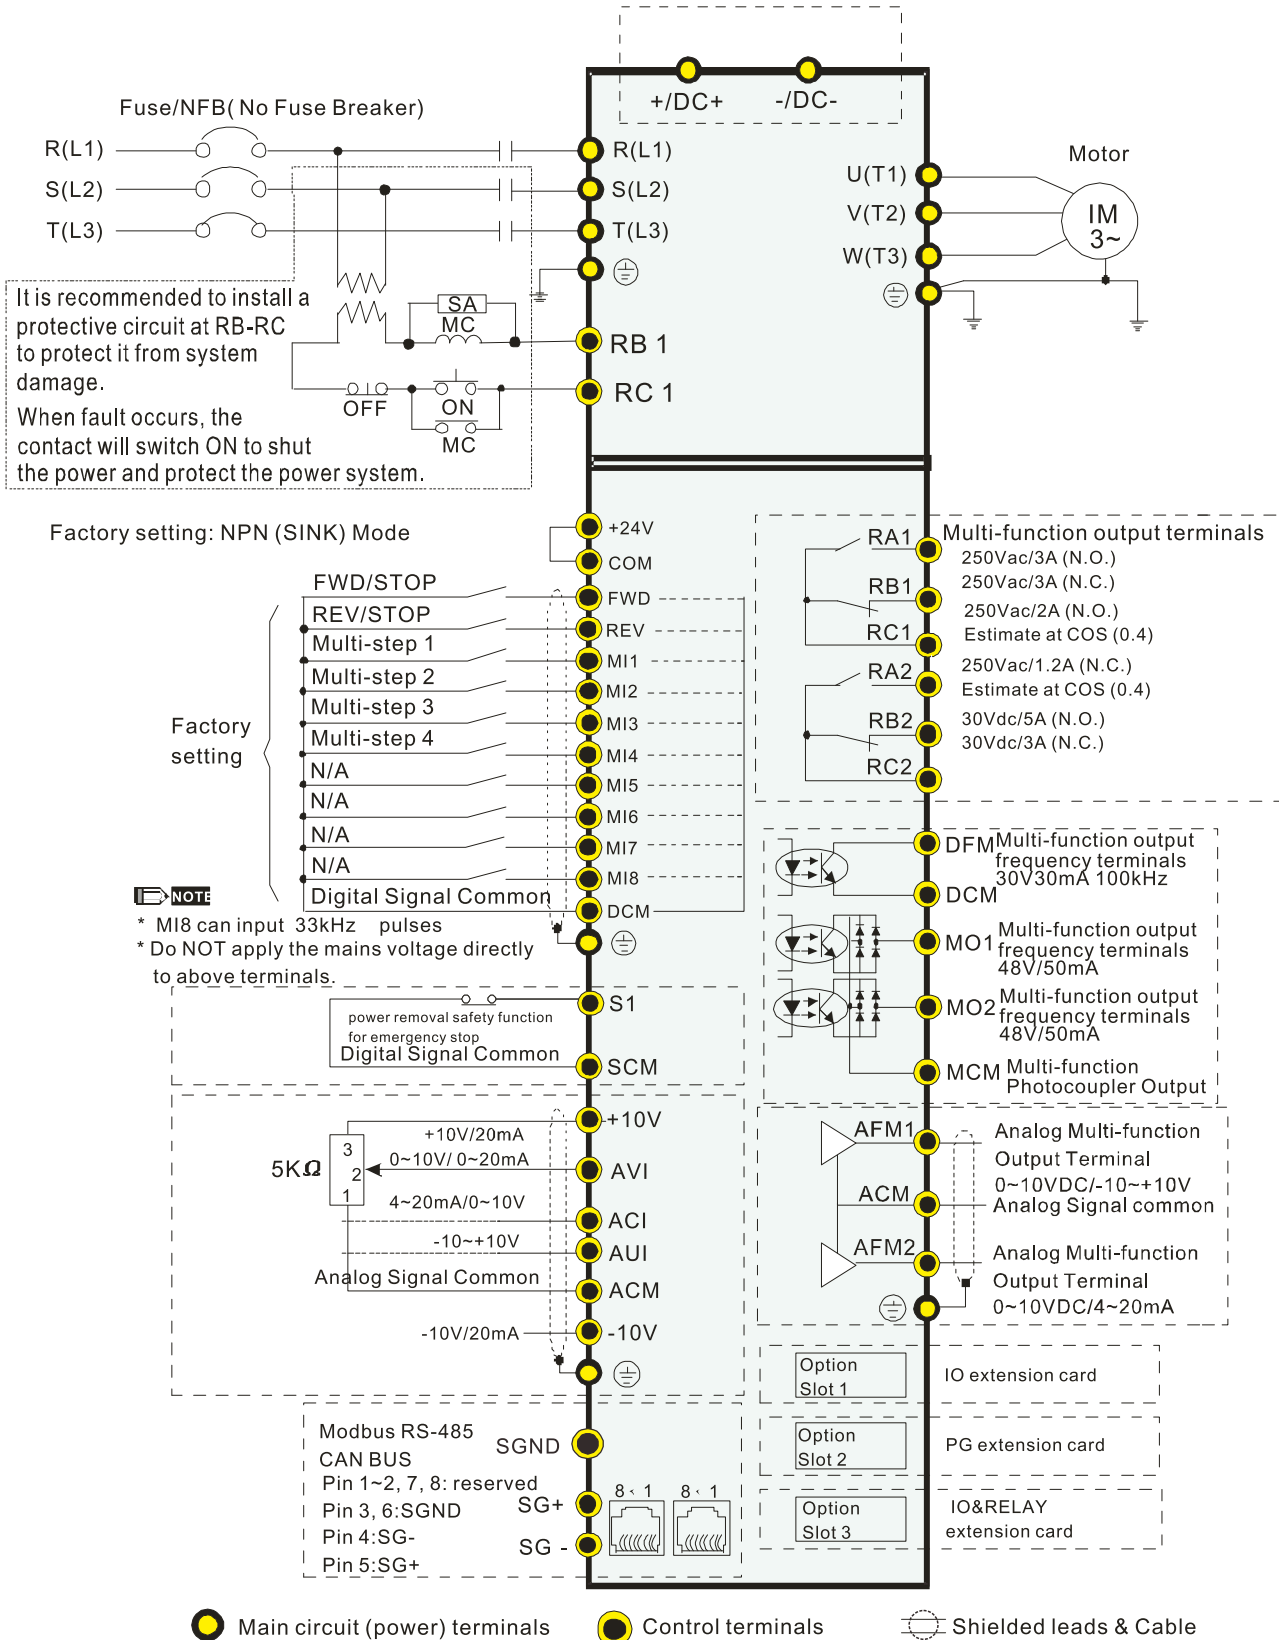 +/DC+ -/DC-
Fuse/NFB( No Fuse Breaker)
R(L1)
S(L2)
T(L3)
R(L1)
S(L2)
T(L3)
U(T1)
V(T2)
W(T3)
Motor
IM
3~
It is recommended to install a
protective circuit at RB-RC
to protect it from system
damage.
When fault occurs, the
contact will switch ON to shut
the power and protect the power system.
SA
MC
OFF
ON
MC
RB 1
RC 1
Factory setting: NPN (SINK) Mode
+24V
COM
FWD/STOP
REV/STOP
Multi-step 1
Multi-step 2
Multi-step 3
Multi-step 4
N/A
N/A
N/A
N/A
Digital Signal Common
Factory
setting
FWD
REV
MI1
MI2
MI3
MI4
MI5
MI6
MI7
MI8
DCM
NOTE
* MI8 can input 33kHz pulses
* Do NOT apply the mains voltage directly
to above terminals.
RA1
RB1
RC1
RA2
RB2
RC2
Multi-function output terminals
250Vac/3A (N.O.)
250Vac/3A (N.C.)
250Vac/2A (N.O.)
Estimate at COS (0.4)
250Vac/1.2A (N.C.)
Estimate at COS (0.4)
30Vdc/5A (N.O.)
30Vdc/3A (N.C.)
DFM
Multi-function output
frequency terminals
30V30mA 100kHz
DCM
MO1
Multi-function output
frequency terminals
48V/50mA
MO2
Multi-function output
frequency terminals
48V/50mA
MCM
Multi-function
Photocoupler Output
S1
power removal safety function
for emergency stop
Digital Signal Common
SCM
5KΩ
3
2
1
+10V/20mA
0~10V/ 0~20mA
4~20mA/0~10V
-10~+10V
Analog Signal Common
-10V/20mA
+10V
AVI
ACI
AUI
ACM
-10V
AFM1
Analog Multi-function
Output Terminal
0~10VDC/-10~+10V
ACM
Analog Signal common
AFM2
Analog Multi-function
Output Terminal
0~10VDC/4~20mA
Option
Slot 1
IO extension card
Option
Slot 2
PG extension card
Option
Slot 3
IO&RELAY
extension card
Modbus RS-485
CAN BUS
Pin 1~2, 7, 8: reserved
Pin 3, 6:SGND
Pin 4:SG-
Pin 5:SG+
SGND
SG+
SG -
8 1
8 1
Main circuit (power) terminals
Control terminals
Shielded leads & Cable